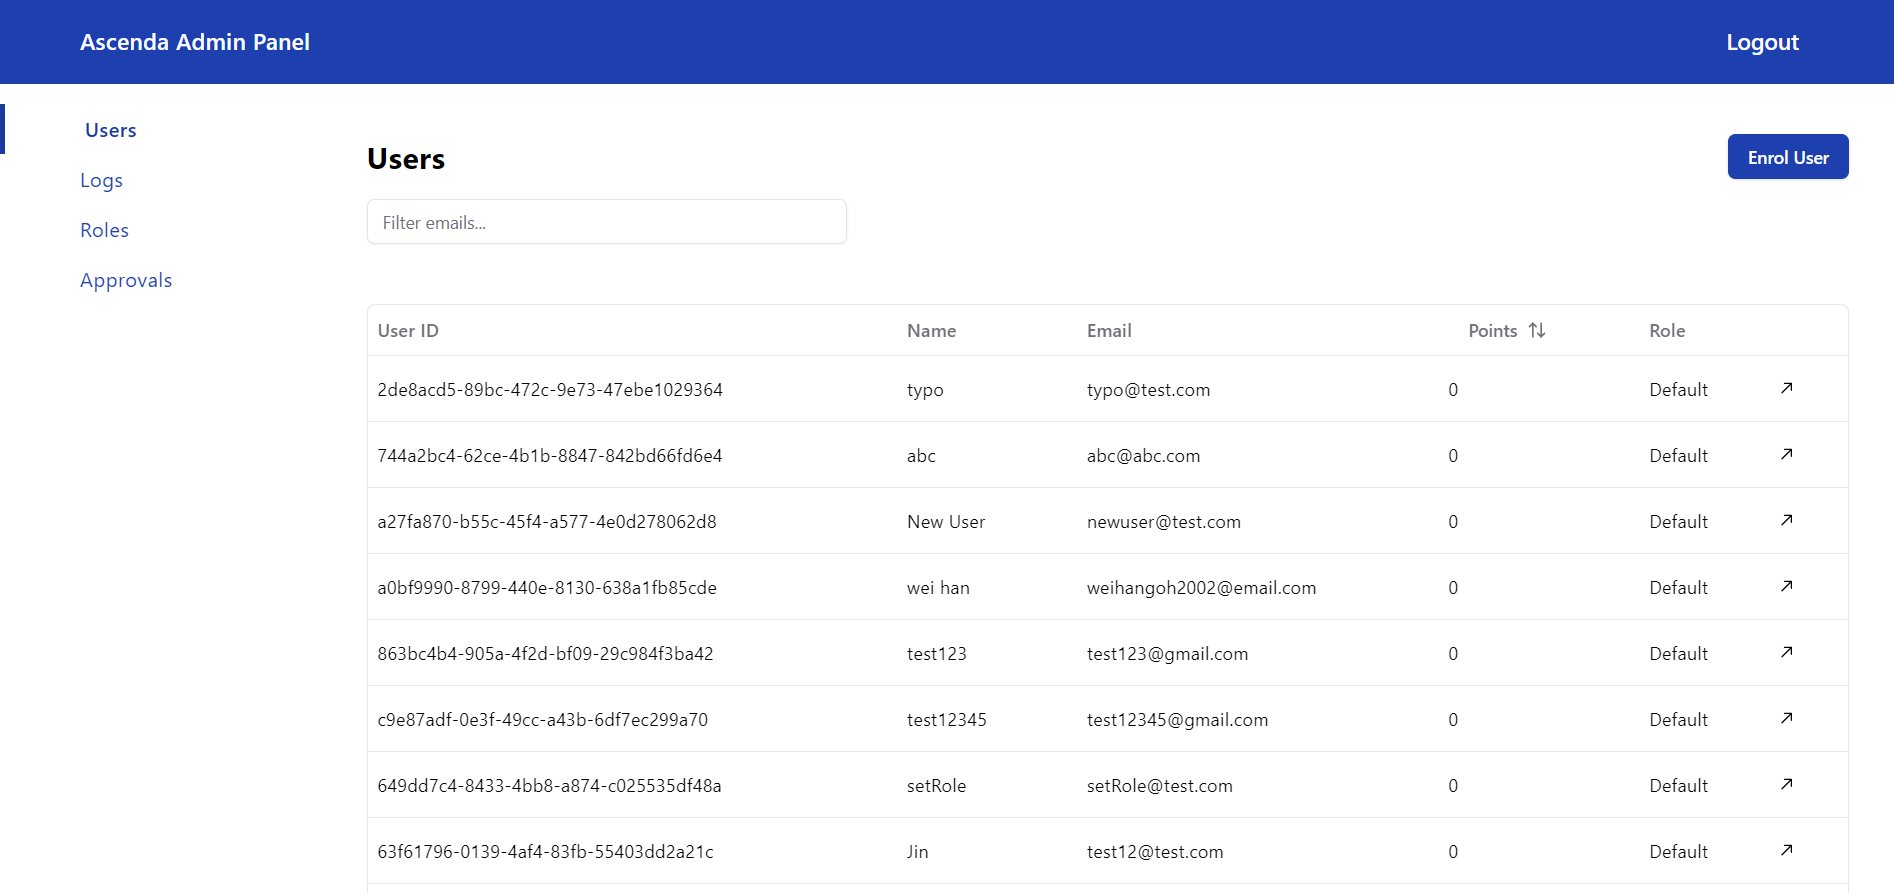 Ascenda Admin Panel
Logout
Users
Logs
Roles
Approvals
Users
Enrol User
Filter emails...
User ID Name Email Points Role
2de8acd5-89bc-472c-9e73-47ebe1029364 typo typo@test.com 0 Default
744a2bc4-62ce-4b1b-8847-842bd66fd6e4 abc abc@abc.com 0 Default
a27fa870-b55c-45f4-a577-4e0d278062d8 New User newuser@test.com 0 Default
a0bf9990-8799-440e-8130-638a1fb85cde wei han weihangoh2002@email.com 0 Default
863bc4b4-905a-4f2d-bf09-29c984f3ba42 test123 test123@gmail.com 0 Default
c9e87adf-0e3f-49cc-a43b-6df7ec299a70 test12345 test12345@gmail.com 0 Default
649dd7c4-8433-4bb8-a874-c025535df48a setRole setRole@test.com 0 Default
63f61796-0139-4af4-83fb-55403dd2a21c Jin test12@test.com 0 Default